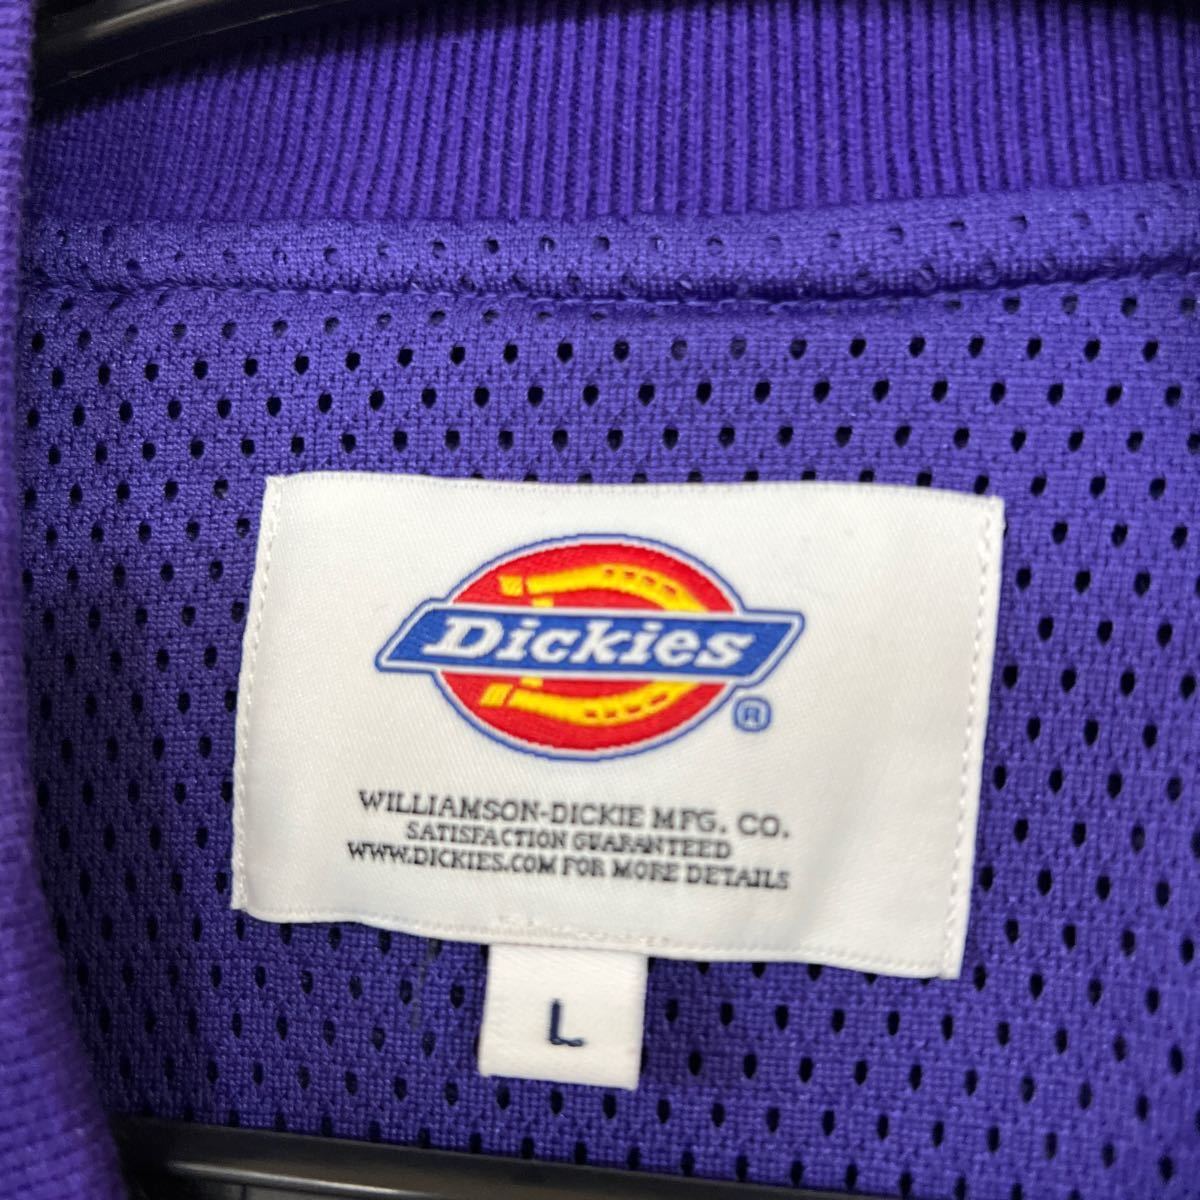 Dickies
®
WILLIAMSON-DICKIE MFG. CO.
SATISFACTION GUARANTEED
WWW.DICKIES.COM FOR MORE DETAILS
L